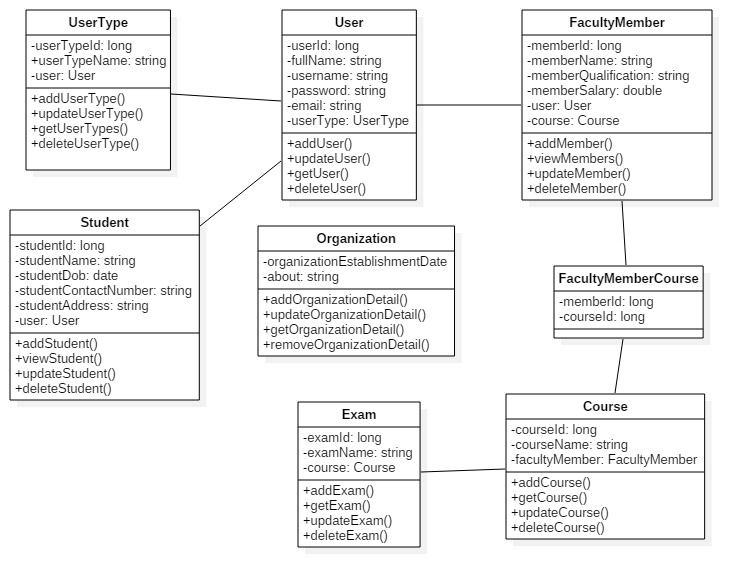 UserType
-userTypeId: long
+userTypeName: string
-user: User
+addUserType()
+updateUserType()
+getUserTypes()
+deleteUserType()
User
-userId: long
-fullName: string
-username: string
-password: string
-email: string
-userType: UserType
+addUser()
+updateUser()
+getUser()
+deleteUser()
FacultyMember
-memberId: long
-memberName: string
-memberQualification: string
-memberSalary: double
-user: User
-course: Course
+addMember()
+viewMembers()
+updateMember()
+deleteMember()
Student
-studentId: long
-studentName: string
-studentDob: date
-studentContactNumber: string
-studentAddress: string
-user: User
+addStudent()
+viewStudent()
+updateStudent()
+deleteStudent()
Organization
-organizationEstablishmentDate
-about: string
+addOrganizationDetail()
+updateOrganizationDetail()
+getOrganizationDetail()
+removeOrganizationDetail()
FacultyMemberCourse
-memberId: long
-courseId: long
Exam
-examId: long
-examName: string
-course: Course
+addExam()
+getExam()
+updateExam()
+deleteExam()
Course
-courseId: long
-courseName: string
-facultyMember: FacultyMember
+addCourse()
+getCourse()
+updateCourse()
+deleteCourse()